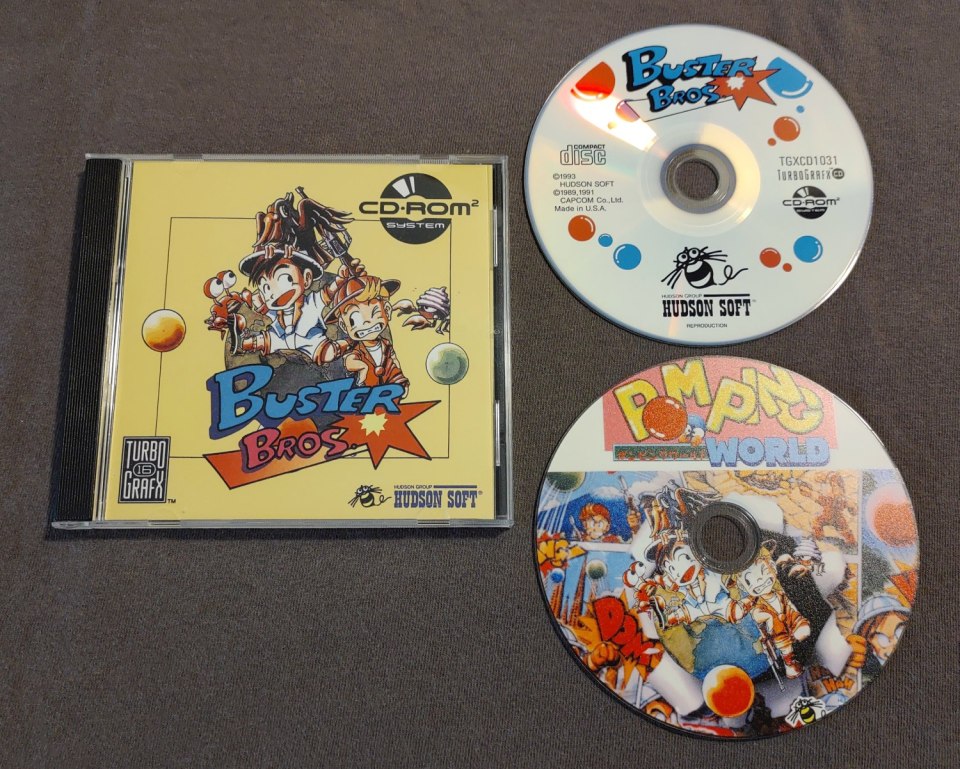 CD·ROM²
SYSTEM
BUSTER
BROS.
TURBO
16
GRAFX
TM
HUDSON GROUP
HUDSON SOFT®
BUSTER
BROS.
COMPACT
disc
TGXCD1031
TURBOGRAFX CD
©1993
HUDSON SOFT
©1989,1991
CAPCOM Co.,Ltd.
Made in U.S.A.
CD·ROM²
SYSTEM
HUDSON GROUP
HUDSON SOFT®
REPRODUCTION
POMPING
WORLD